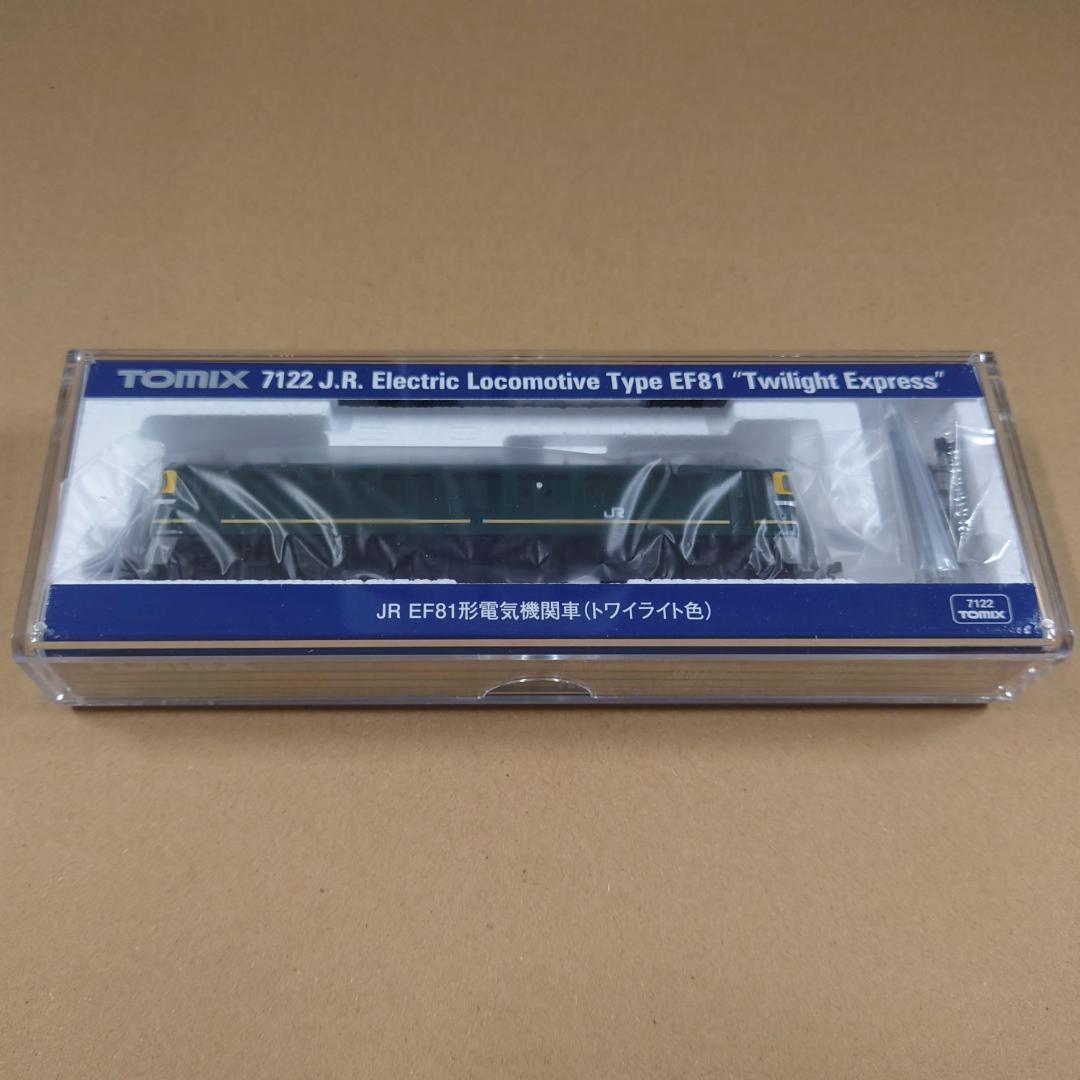 TOMIX 7122 J.R. Electric Locomotive Type EF81 “Twilight Express”
JR
JR EF81形電気機関車(トワイライト色)
7122
TOMIX